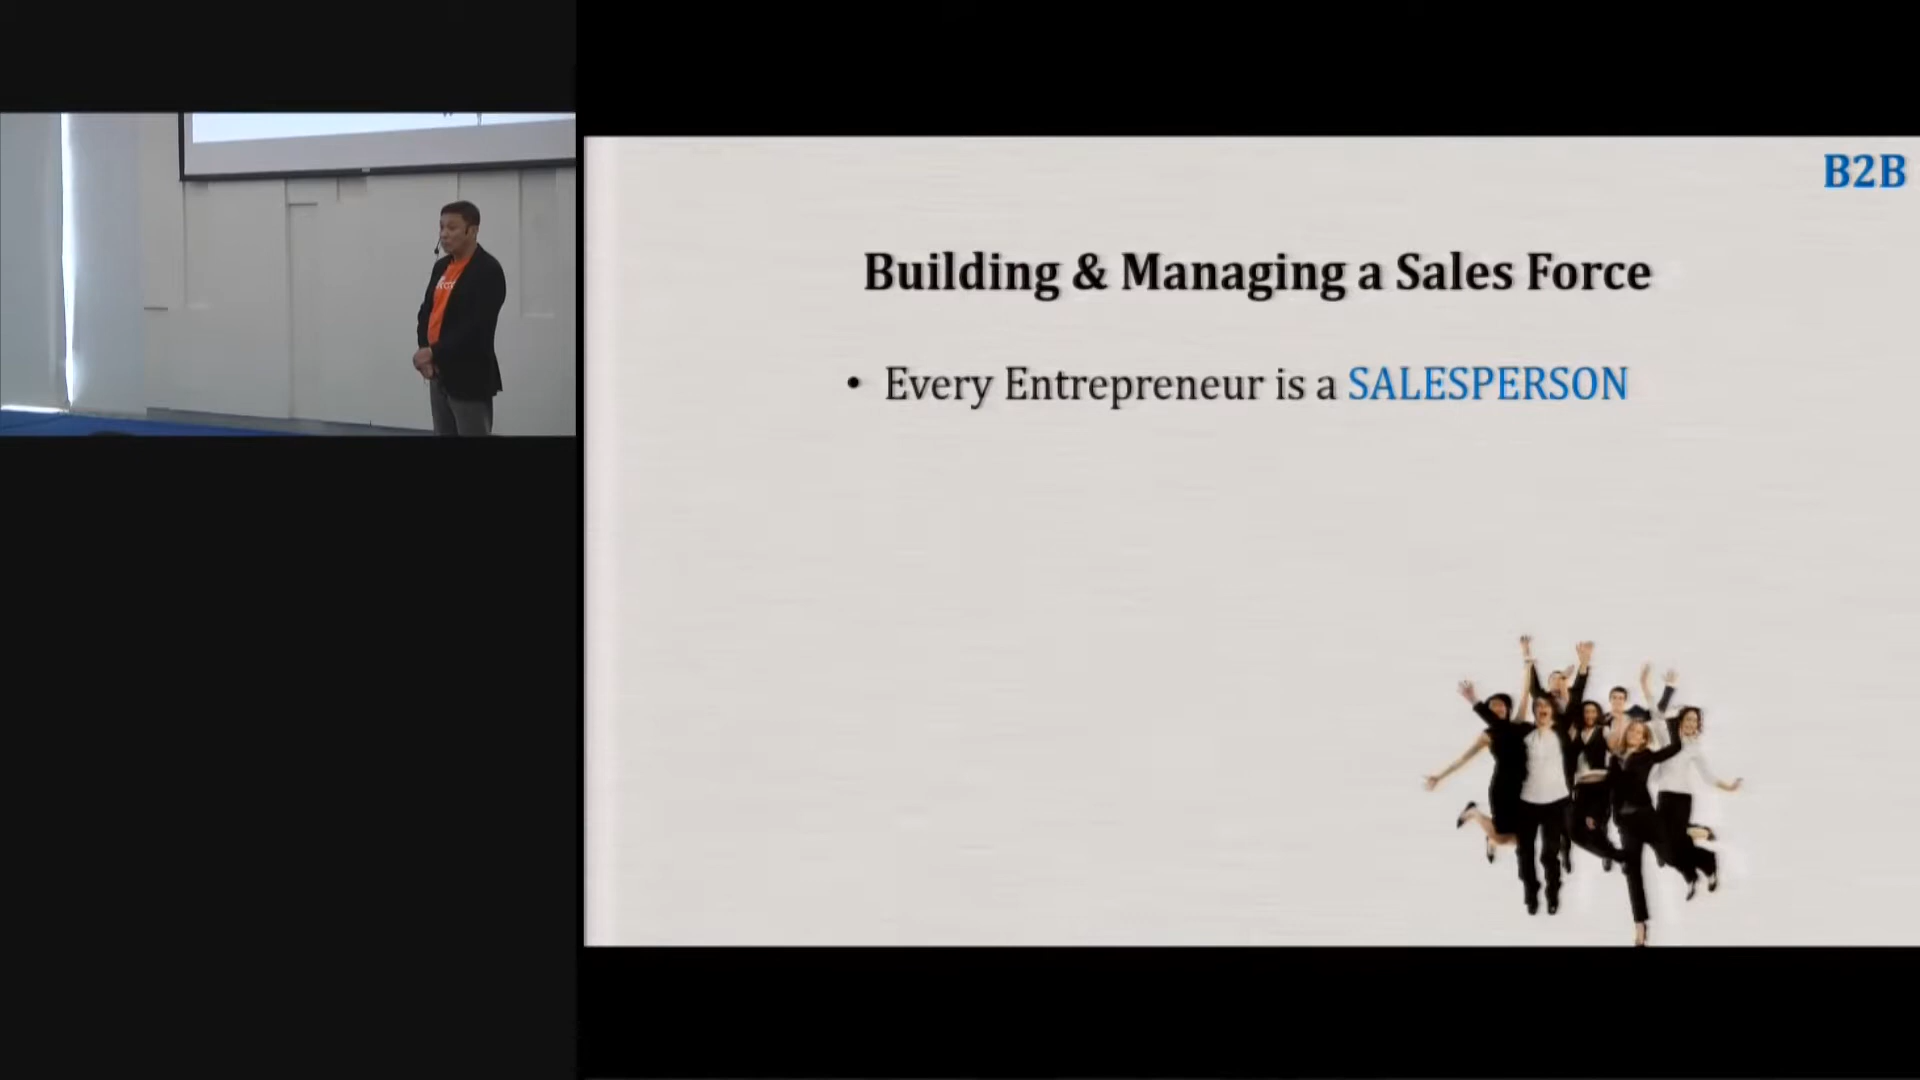 B2B
Building & Managing a Sales Force
• Every Entrepreneur is a SALESPERSON